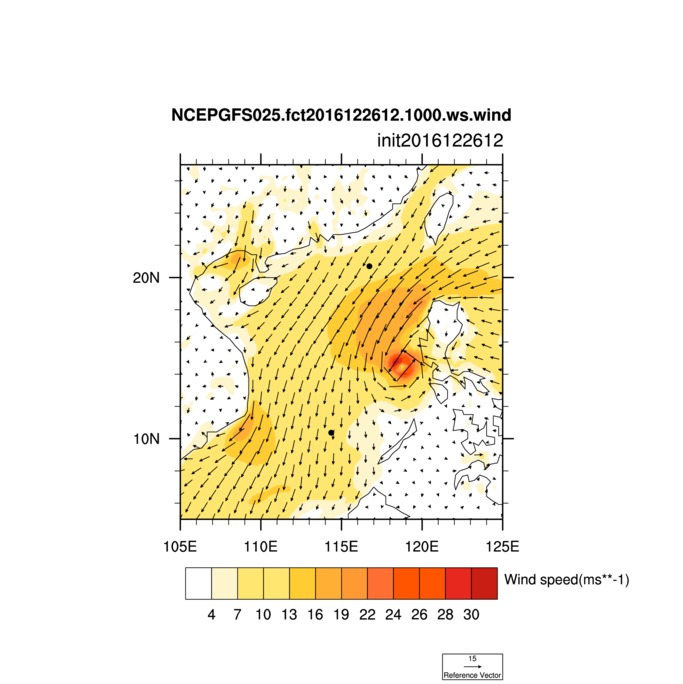 NCEPGFS025.fct2016122612.1000.ws.wind
init2016122612
20N
10N
105E 110E 115E 120E 125E
Wind speed(ms**-1)
4 7 10 13 16 19 22 24 26 28 30
15
Reference Vector